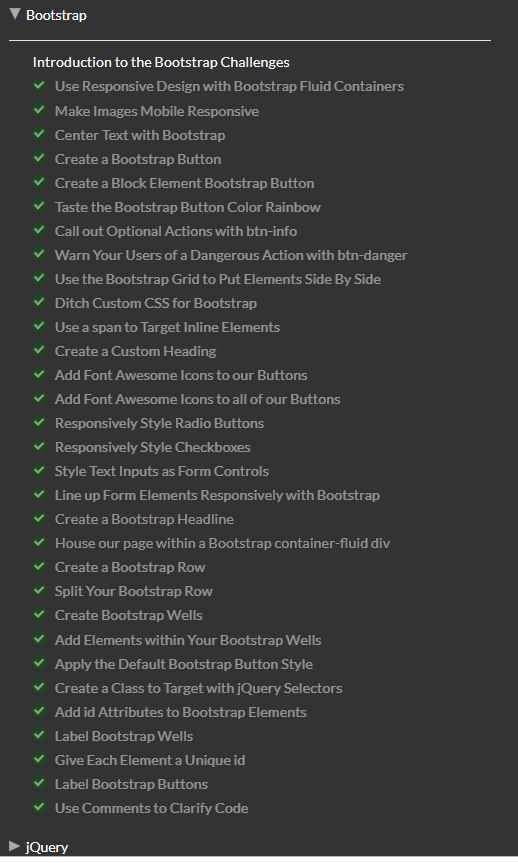 Bootstrap
Introduction to the Bootstrap Challenges
Use Responsive Design with Bootstrap Fluid Containers
Make Images Mobile Responsive
Center Text with Bootstrap
Create a Bootstrap Button
Create a Block Element Bootstrap Button
Taste the Bootstrap Button Color Rainbow
Call out Optional Actions with btn-info
Warn Your Users of a Dangerous Action with btn-danger
Use the Bootstrap Grid to Put Elements Side By Side
Ditch Custom CSS for Bootstrap
Use a span to Target Inline Elements
Create a Custom Heading
Add Font Awesome Icons to our Buttons
Add Font Awesome Icons to all of our Buttons
Responsively Style Radio Buttons
Responsively Style Checkboxes
Style Text Inputs as Form Controls
Line up Form Elements Responsively with Bootstrap
Create a Bootstrap Headline
House our page within a Bootstrap container-fluid div
Create a Bootstrap Row
Split Your Bootstrap Row
Create Bootstrap Wells
Add Elements within Your Bootstrap Wells
Apply the Default Bootstrap Button Style
Create a Class to Target with jQuery Selectors
Add id Attributes to Bootstrap Elements
Label Bootstrap Wells
Give Each Element a Unique id
Label Bootstrap Buttons
Use Comments to Clarify Code
jQuery